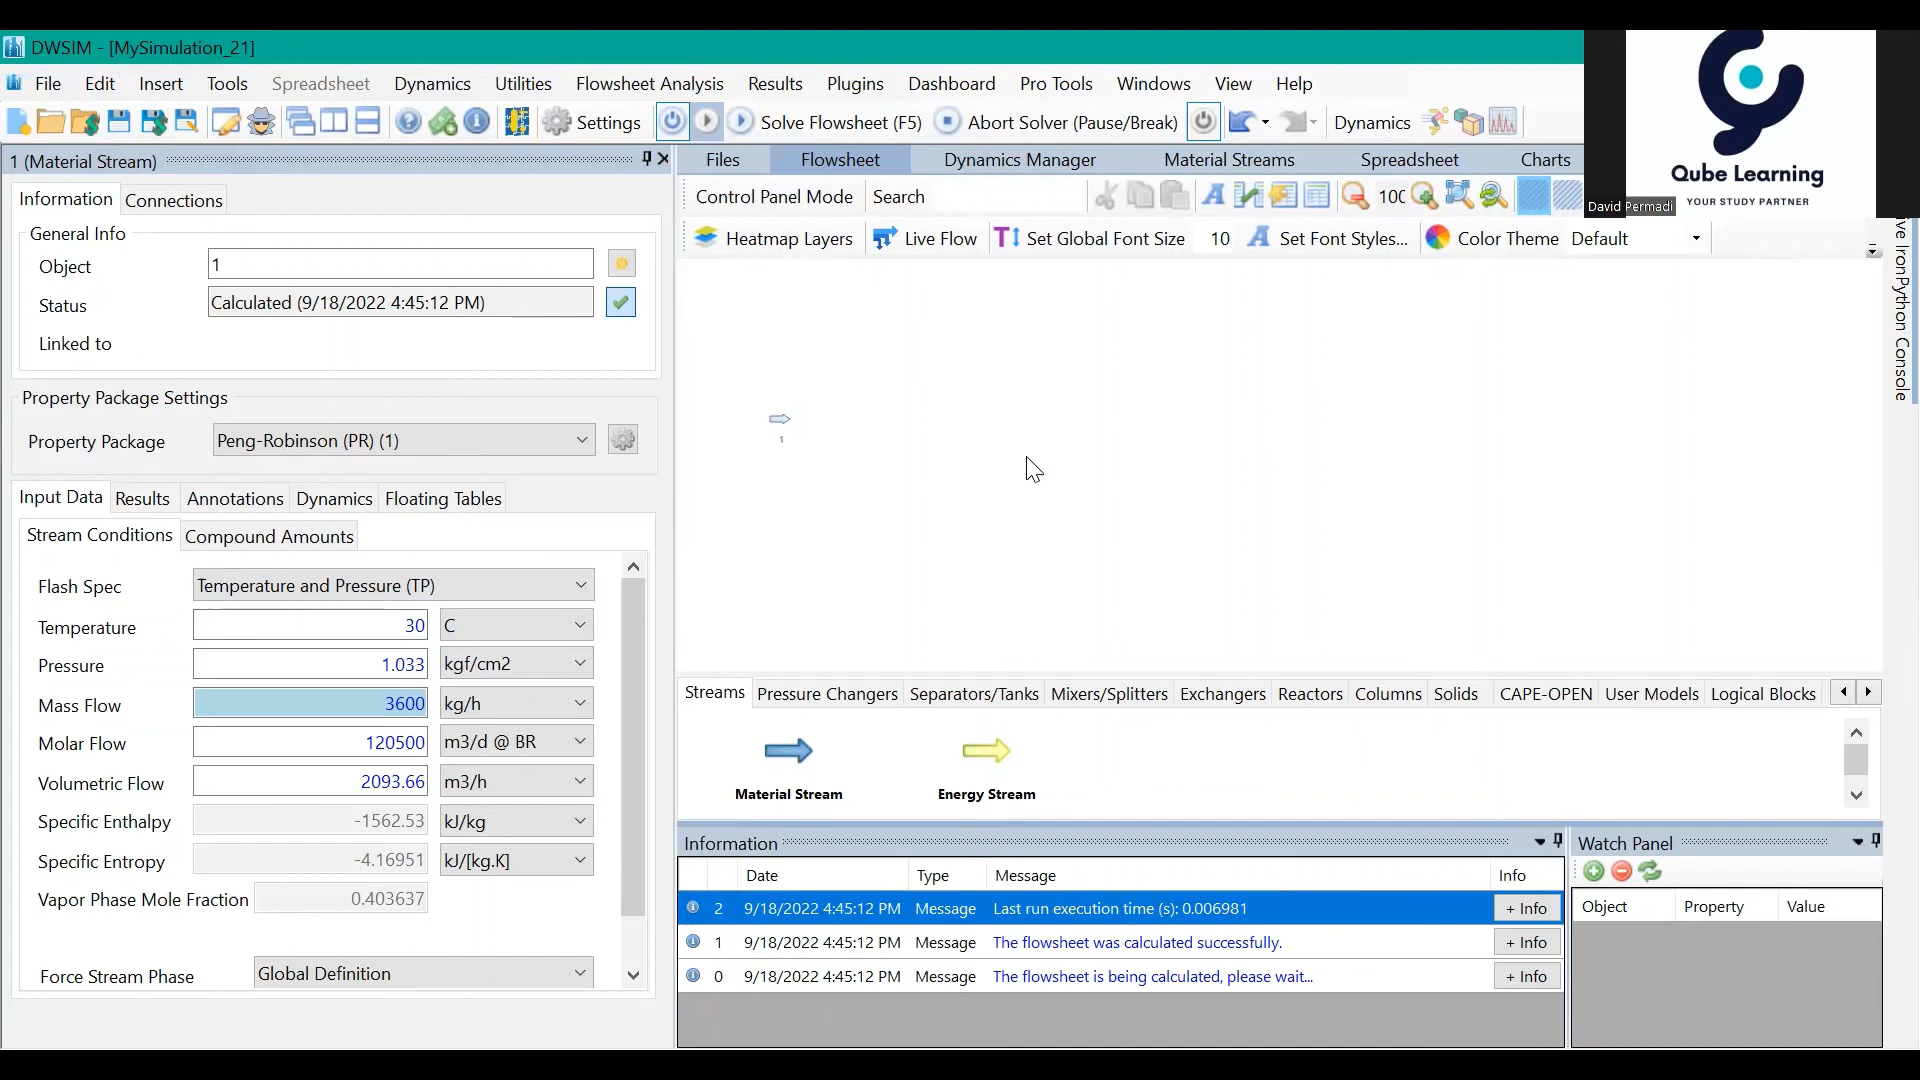 DWSIM - [MySimulation_21]
File Edit Insert Tools Spreadsheet Dynamics Utilities Flowsheet Analysis Results Plugins Dashboard Pro Tools Windows View Help
Settings Solve Flowsheet (F5) Abort Solver (Pause/Break) Dynamics
Qube Learning
YOUR STUDY PARTNER
David Permadi
1 (Material Stream)
Information Connections
General Info
Object 1
Status Calculated (9/18/2022 4:45:12 PM)
Linked to
Property Package Settings
Property Package Peng-Robinson (PR) (1)
Input Data Results Annotations Dynamics Floating Tables
Stream Conditions Compound Amounts
Flash Spec Temperature and Pressure (TP)
Temperature 30 C
Pressure 1.033 kgf/cm2
Mass Flow 3600 kg/h
Molar Flow 120500 m3/d @ BR
Volumetric Flow 2093.66 m3/h
Specific Enthalpy -1562.53 kJ/kg
Specific Entropy -4.16951 kJ/[kg.K]
Vapor Phase Mole Fraction 0.403637
Force Stream Phase Global Definition
Files Flowsheet Dynamics Manager Material Streams Spreadsheet Charts
Control Panel Mode Search 100
Heatmap Layers Live Flow Set Global Font Size 10 Set Font Styles... Color Theme Default
1
Streams Pressure Changers Separators/Tanks Mixers/Splitters Exchangers Reactors Columns Solids CAPE-OPEN User Models Logical Blocks
Material Stream Energy Stream
Information
Date Type Message Info
2 9/18/2022 4:45:12 PM Message Last run execution time (s): 0.006981 + Info
1 9/18/2022 4:45:12 PM Message The flowsheet was calculated successfully. + Info
0 9/18/2022 4:45:12 PM Message The flowsheet is being calculated, please wait... + Info
Watch Panel
Object Property Value
IronPython Console